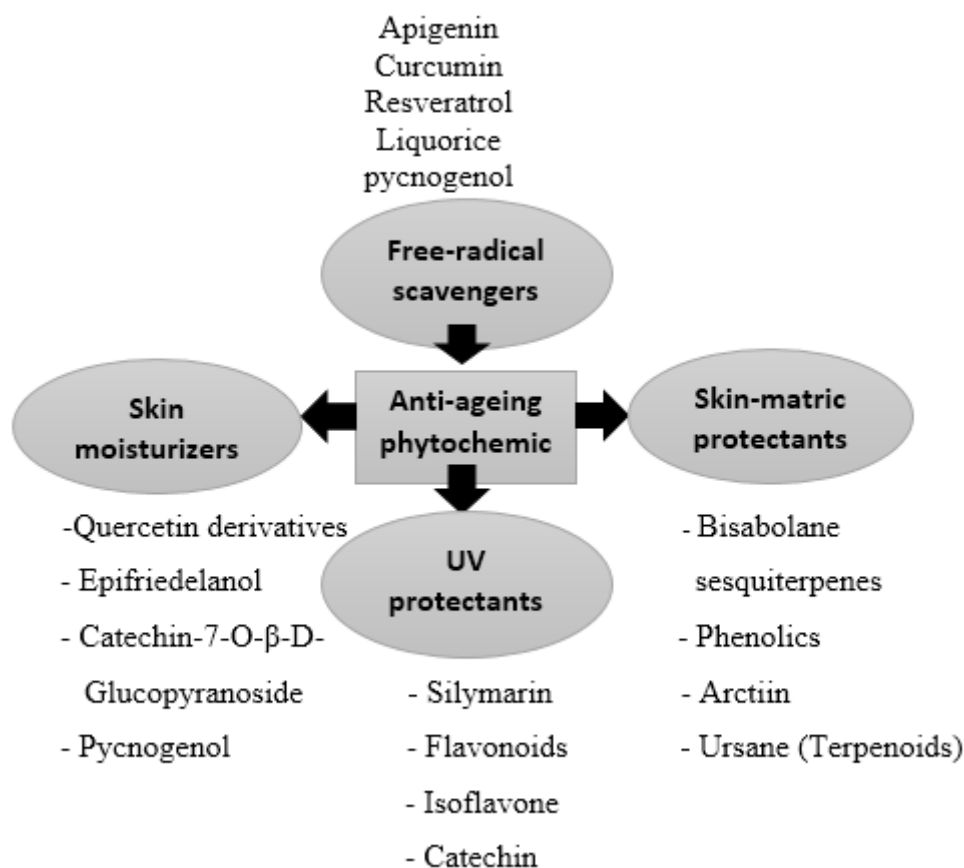 Apigenin
Curcumin
Resveratrol
Liquorice
pycnogenol
Free-radical
scavengers
Skin
moisturizers
Anti-ageing
phytochemic
Skin-matric
protectants
-Quercetin derivatives
- Epifriedelanol
- Catechin-7-O-β-D-
Glucopyranoside
- Pycnogenol
UV
protectants
- Silymarin
- Flavonoids
- Isoflavone
- Catechin
- Bisabolane
sesquiterpenes
- Phenolics
- Arctiin
- Ursane (Terpenoids)